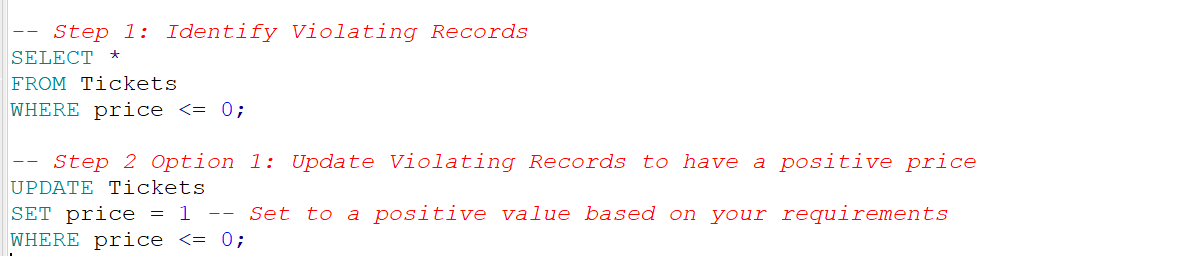 -- Step 1: Identify Violating Records
SELECT *
FROM Tickets
WHERE price <= 0;
-- Step 2 Option 1: Update Violating Records to have a positive price
UPDATE Tickets
SET price = 1 -- Set to a positive value based on your requirements
WHERE price <= 0;